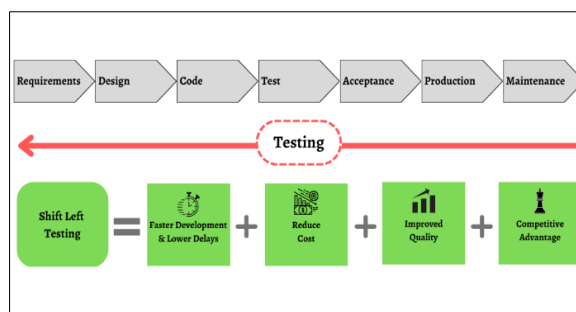 Requirements
Design
Code
Test
Acceptance
Production
Maintenance
Testing
Shift Left
Testing
=
Faster Development
& Lower Delays
+
Reduce
Cost
+
Improved
Quality
+
Competitive
Advantage